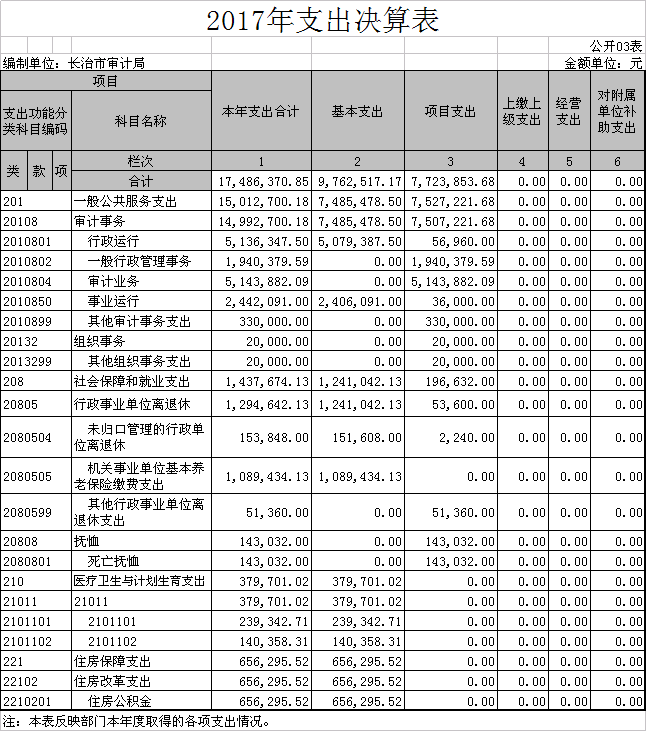 2017年支出决算表
公开03表
编制单位：长治市审计局 金额单位：元
项目 本年支出合计 基本支出 项目支出 上缴上级支出 经营支出 对附属单位补助支出
支出功能分类科目编码 科目名称
类 款 项 栏次 1 2 3 4 5 6
合计 17,486,370.85 9,762,517.17 7,723,853.68 0.00 0.00 0.00
201 一般公共服务支出 15,012,700.18 7,485,478.50 7,527,221.68 0.00 0.00 0.00
20108 审计事务 14,992,700.18 7,485,478.50 7,507,221.68 0.00 0.00 0.00
2010801 行政运行 5,136,347.50 5,079,387.50 56,960.00 0.00 0.00 0.00
2010802 一般行政管理事务 1,940,379.59 0.00 1,940,379.59 0.00 0.00 0.00
2010804 审计业务 5,143,882.09 0.00 5,143,882.09 0.00 0.00 0.00
2010850 事业运行 2,442,091.00 2,406,091.00 36,000.00 0.00 0.00 0.00
2010899 其他审计事务支出 330,000.00 0.00 330,000.00 0.00 0.00 0.00
20132 组织事务 20,000.00 0.00 20,000.00 0.00 0.00 0.00
2013299 其他组织事务支出 20,000.00 0.00 20,000.00 0.00 0.00 0.00
208 社会保障和就业支出 1,437,674.13 1,241,042.13 196,632.00 0.00 0.00 0.00
20805 行政事业单位离退休 1,294,642.13 1,241,042.13 53,600.00 0.00 0.00 0.00
2080504 未归口管理的行政单位离退休 153,848.00 151,608.00 2,240.00 0.00 0.00 0.00
2080505 机关事业单位基本养老保险缴费支出 1,089,434.13 1,089,434.13 0.00 0.00 0.00 0.00
2080599 其他行政事业单位离退休支出 51,360.00 0.00 51,360.00 0.00 0.00 0.00
20808 抚恤 143,032.00 0.00 143,032.00 0.00 0.00 0.00
2080801 死亡抚恤 143,032.00 0.00 143,032.00 0.00 0.00 0.00
210 医疗卫生与计划生育支出 379,701.02 379,701.02 0.00 0.00 0.00 0.00
21011 21011 379,701.02 379,701.02 0.00 0.00 0.00 0.00
2101101 2101101 239,342.71 239,342.71 0.00 0.00 0.00 0.00
2101102 2101102 140,358.31 140,358.31 0.00 0.00 0.00 0.00
221 住房保障支出 656,295.52 656,295.52 0.00 0.00 0.00 0.00
22102 住房改革支出 656,295.52 656,295.52 0.00 0.00 0.00 0.00
2210201 住房公积金 656,295.52 656,295.52 0.00 0.00 0.00 0.00
注：本表反映部门本年度取得的各项支出情况。